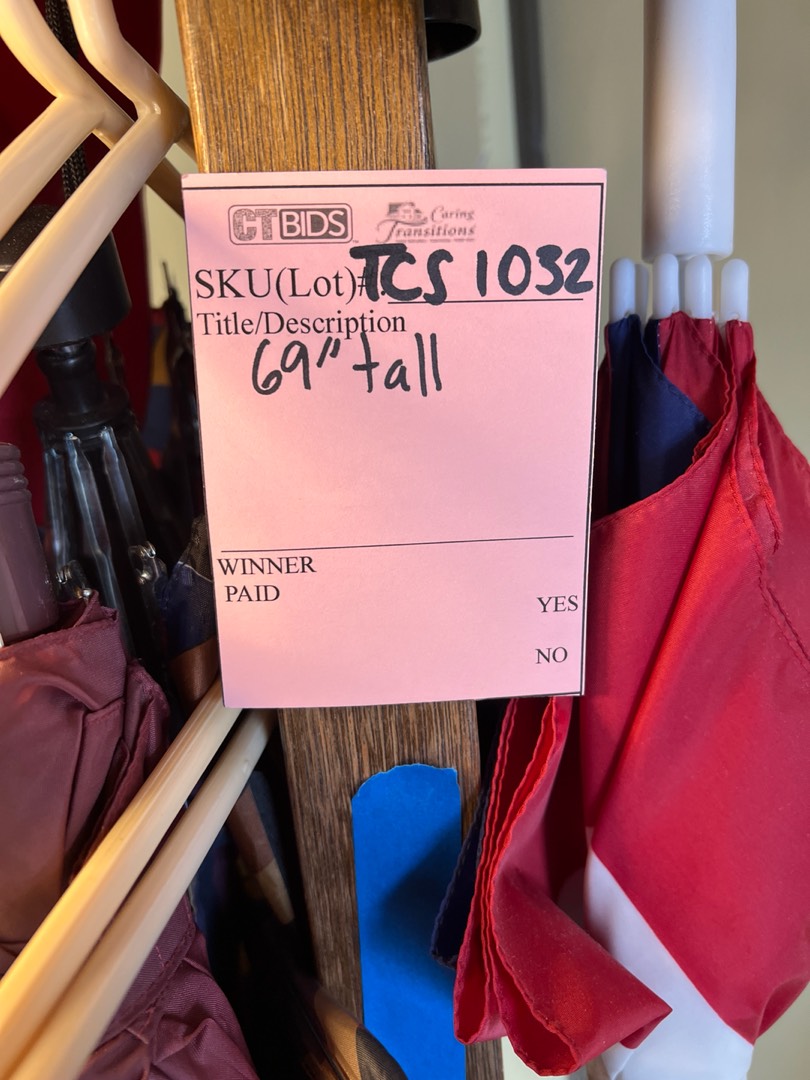 CTBIDS Caring Transitions
SKU(Lot)# TCS 1032
Title/Description
69" tall
WINNER
PAID YES
NO